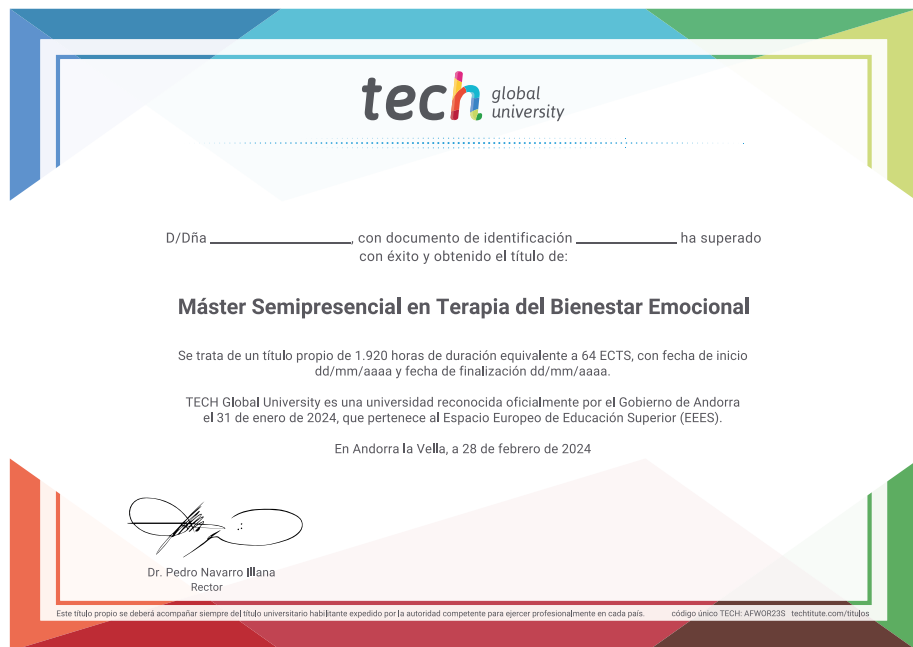 tech global university
D/Dña ____________________, con documento de identificación ______________ ha superado
con éxito y obtenido el título de:
Máster Semipresencial en Terapia del Bienestar Emocional
Se trata de un título propio de 1.920 horas de duración equivalente a 64 ECTS, con fecha de inicio
dd/mm/aaaa y fecha de finalización dd/mm/aaaa.
TECH Global University es una universidad reconocida oficialmente por el Gobierno de Andorra
el 31 de enero de 2024, que pertenece al Espacio Europeo de Educación Superior (EEES).
En Andorra la Vella, a 28 de febrero de 2024
Dr. Pedro Navarro Illana
Rector
Este título propio se deberá acompañar siempre del título universitario habilitante expedido por la autoridad competente para ejercer profesionalmente en cada país. código único TECH: AFWOR23S techtitute.com/titulos